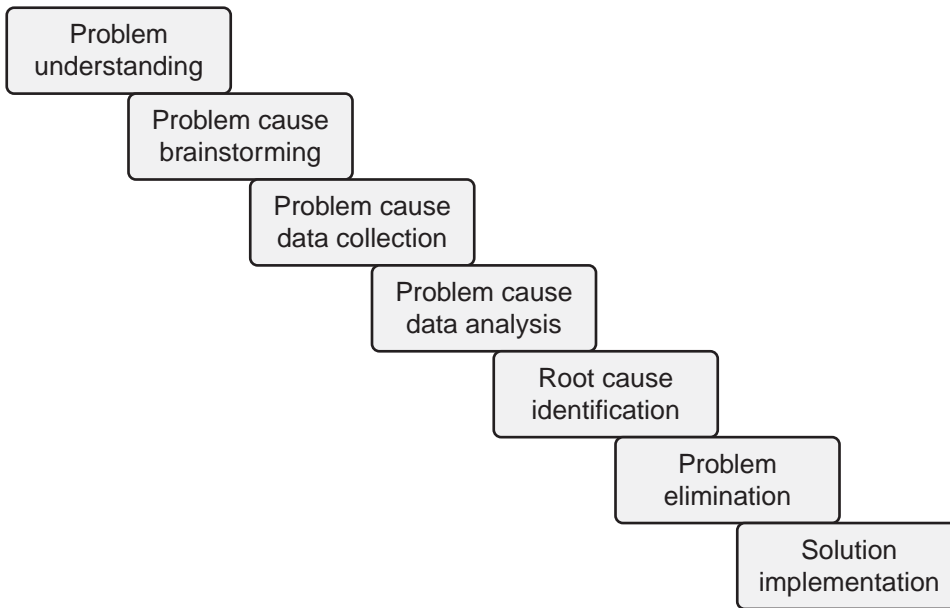 Problem
understanding
Problem cause
brainstorming
Problem cause
data collection
Problem cause
data analysis
Root cause
identification
Problem
elimination
Solution
implementation